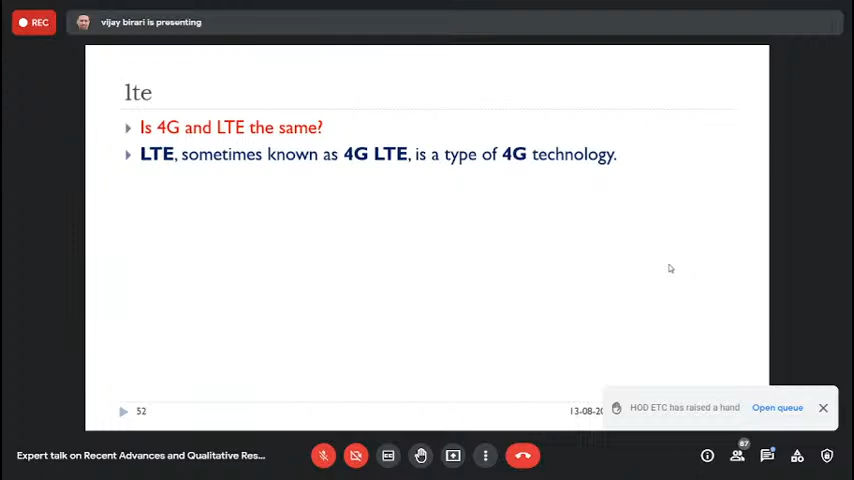 REC
vijay birari is presenting
lte
Is 4G and LTE the same?
LTE, sometimes known as 4G LTE, is a type of 4G technology.
52
13-08-20
HOD ETC has raised a hand
Open queue
87
Expert talk on Recent Advances and Qualitative Res...